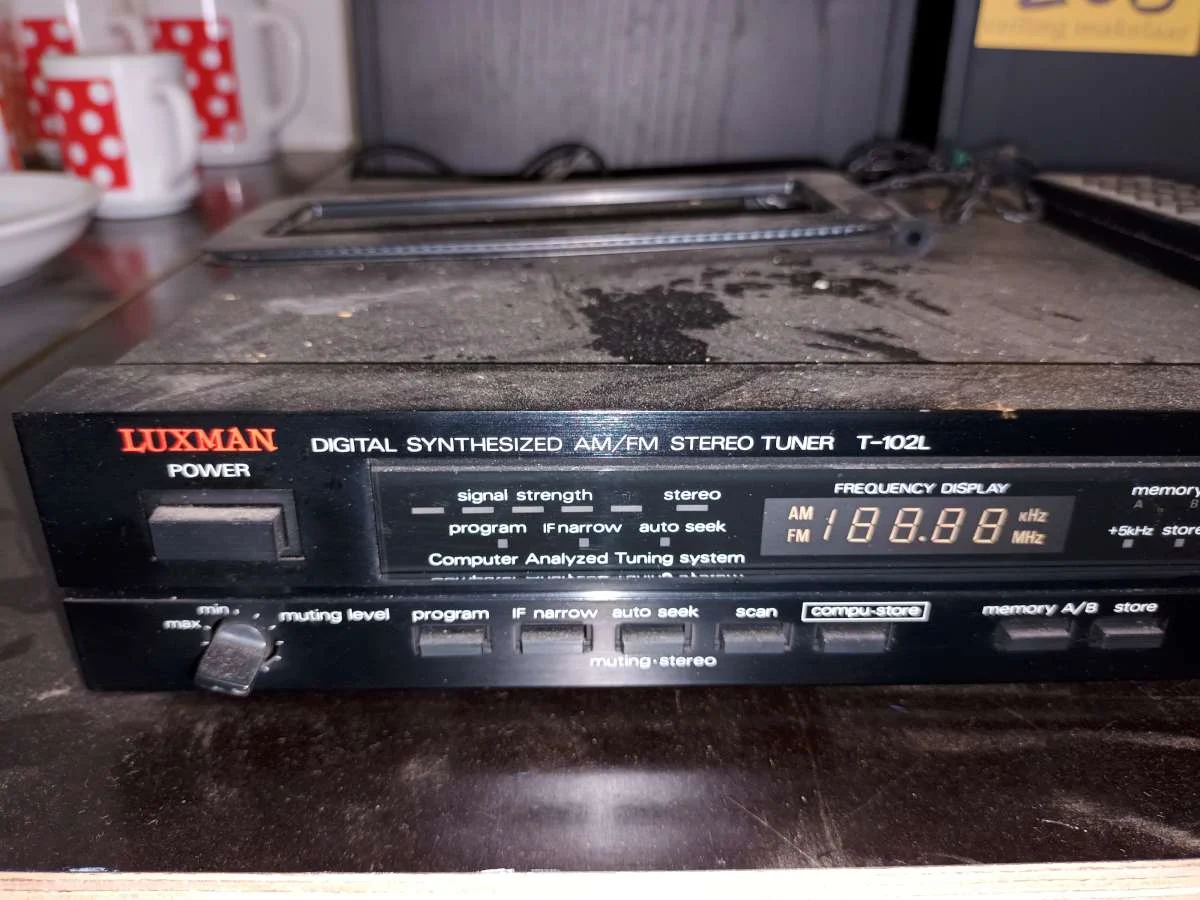 LUXMAN DIGITAL SYNTHESIZED AM/FM STEREO TUNER T-102L
POWER
signal strength stereo
program IF narrow auto seek
Computer Analyzed Tuning system
FREQUENCY DISPLAY
AM 188.88 kHz
FM MHz
memory
A B
+5kHz store
min
max
muting level
program IF narrow auto seek scan compu-store memory A/B store
muting·stereo